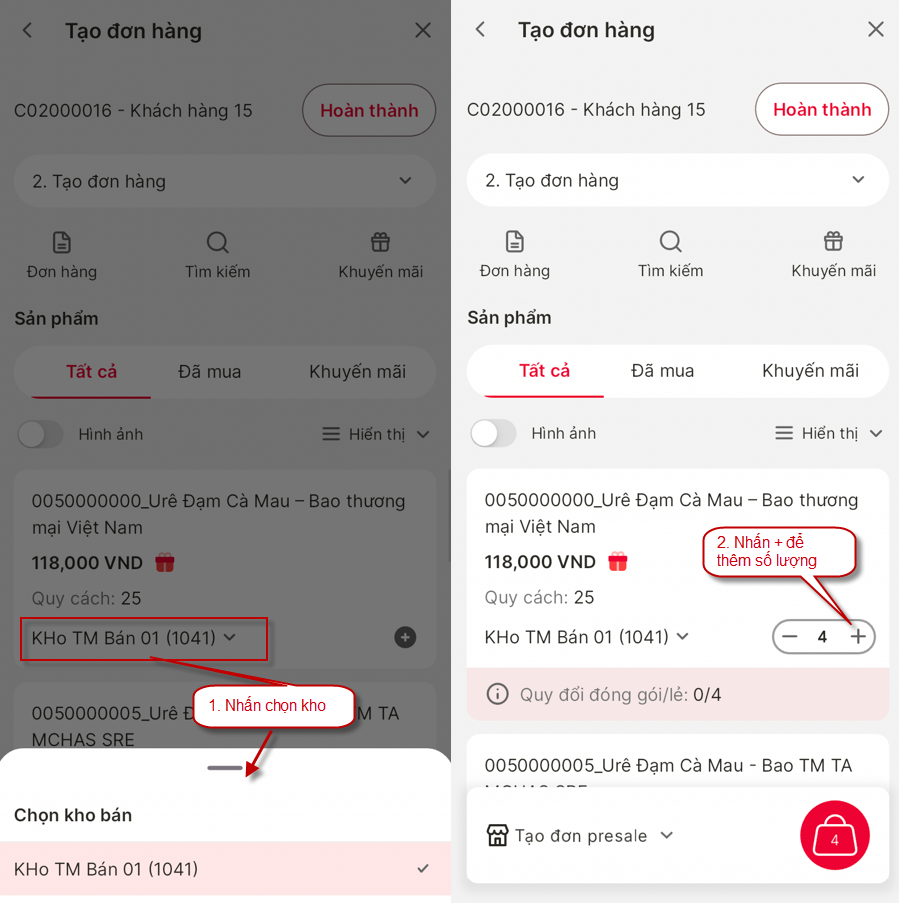 Tạo đơn hàng
C02000016 - Khách hàng 15
Hoàn thành
2. Tạo đơn hàng
Đơn hàng
Tìm kiếm
Khuyến mãi
Sản phẩm
Tất cả
Đã mua
Khuyến mãi
Hình ảnh
Hiển thị
0050000000_Urê Đạm Cà Mau – Bao thương
mại Việt Nam
118,000 VND
Quy cách: 25
KHo TM Bán 01 (1041)
1. Nhấn chọn kho
0050000005_Urê
M TA
MCHAS SRE
Chọn kho bán
KHo TM Bán 01 (1041)
Tạo đơn hàng
C02000016 - Khách hàng 15
Hoàn thành
2. Tạo đơn hàng
Đơn hàng
Tìm kiếm
Khuyến mãi
Sản phẩm
Tất cả
Đã mua
Khuyến mãi
Hình ảnh
Hiển thị
0050000000_Urê Đạm Cà Mau – Bao thương
mại Việt Nam
118,000 VND
2. Nhấn + để
thêm số lượng
Quy cách: 25
KHo TM Bán 01 (1041)
4
Quy đổi đóng gói/lẻ: 0/4
0050000005_Urê Đạm Cà Mau - Bao TM TA
MCHAS SRE
Tạo đơn presale
4